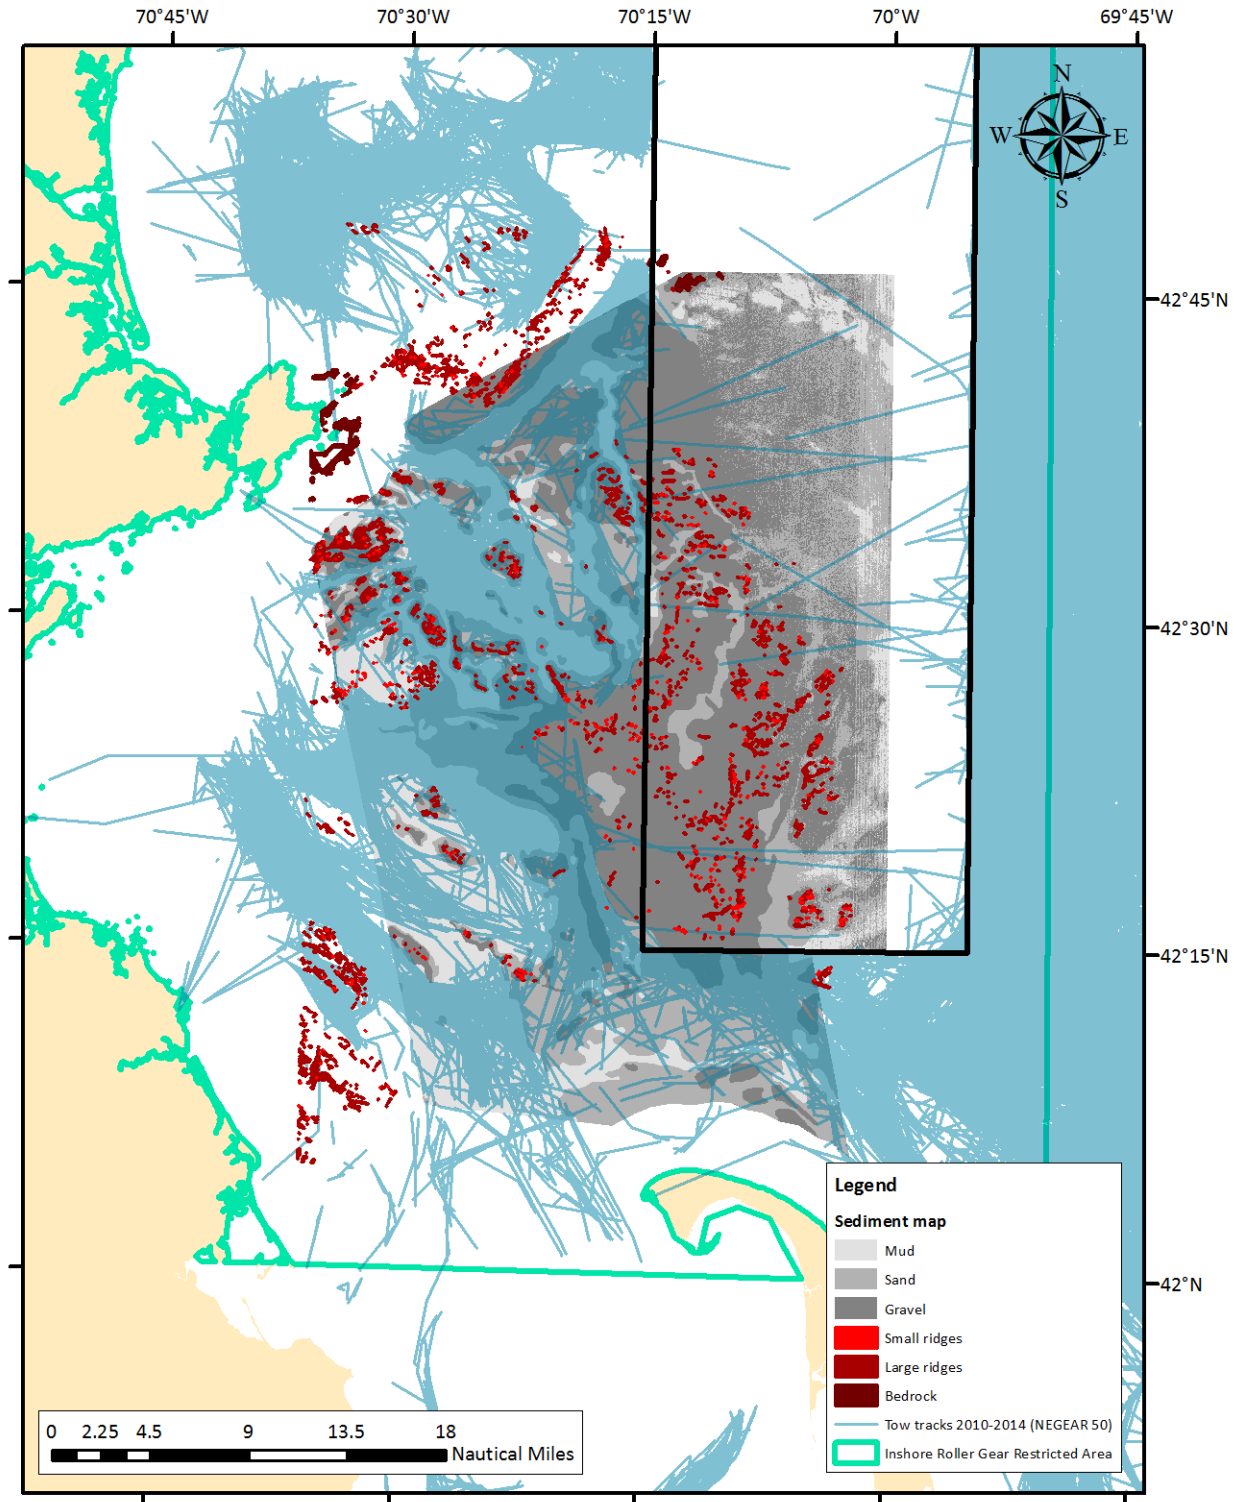 70°45'W 70°30'W 70°15'W 70°W 69°45'W
N
W E
S
42°45'N
42°30'N
42°15'N
42°N
Legend
Sediment map
Mud
Sand
Gravel
Small ridges
Large ridges
Bedrock
Tow tracks 2010-2014 (NEGEAR 50)
Inshore Roller Gear Restricted Area
0 2.25 4.5 9 13.5 18
Nautical Miles